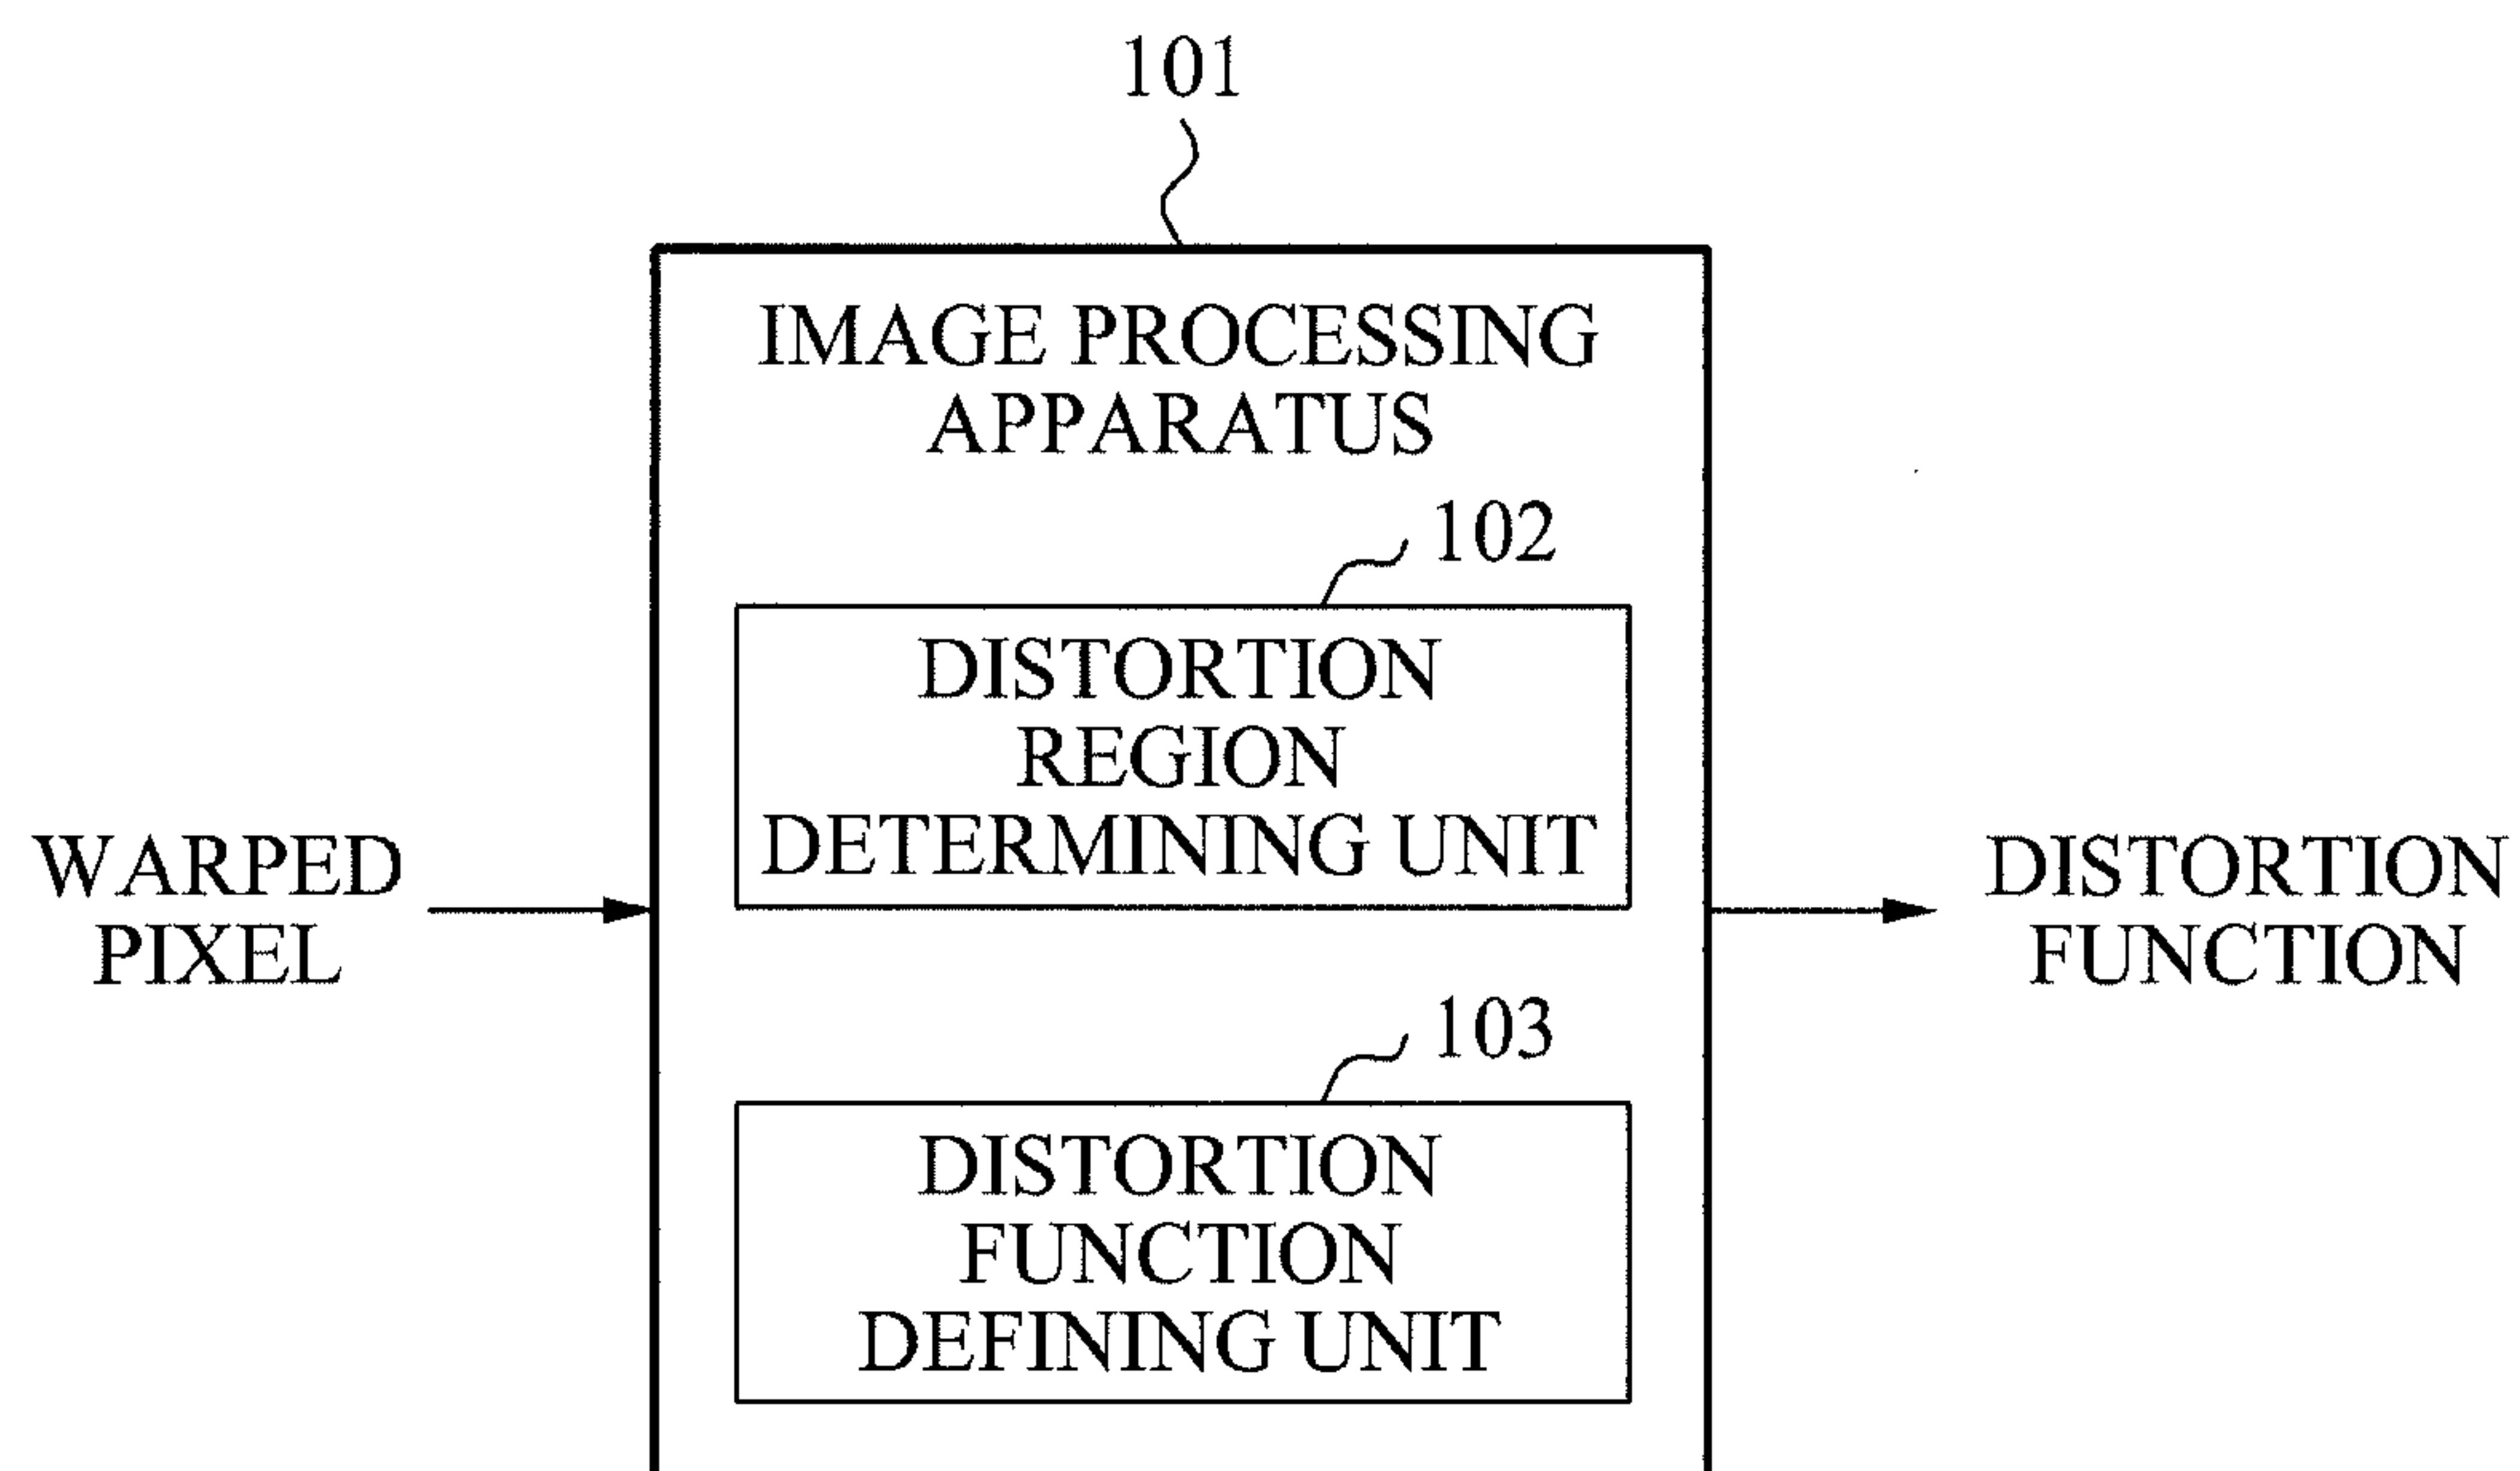 101
IMAGE PROCESSING
APPARATUS
102
DISTORTION
REGION
DETERMINING UNIT
WARPED
PIXEL
DISTORTION
FUNCTION
103
DISTORTION
FUNCTION
DEFINING UNIT